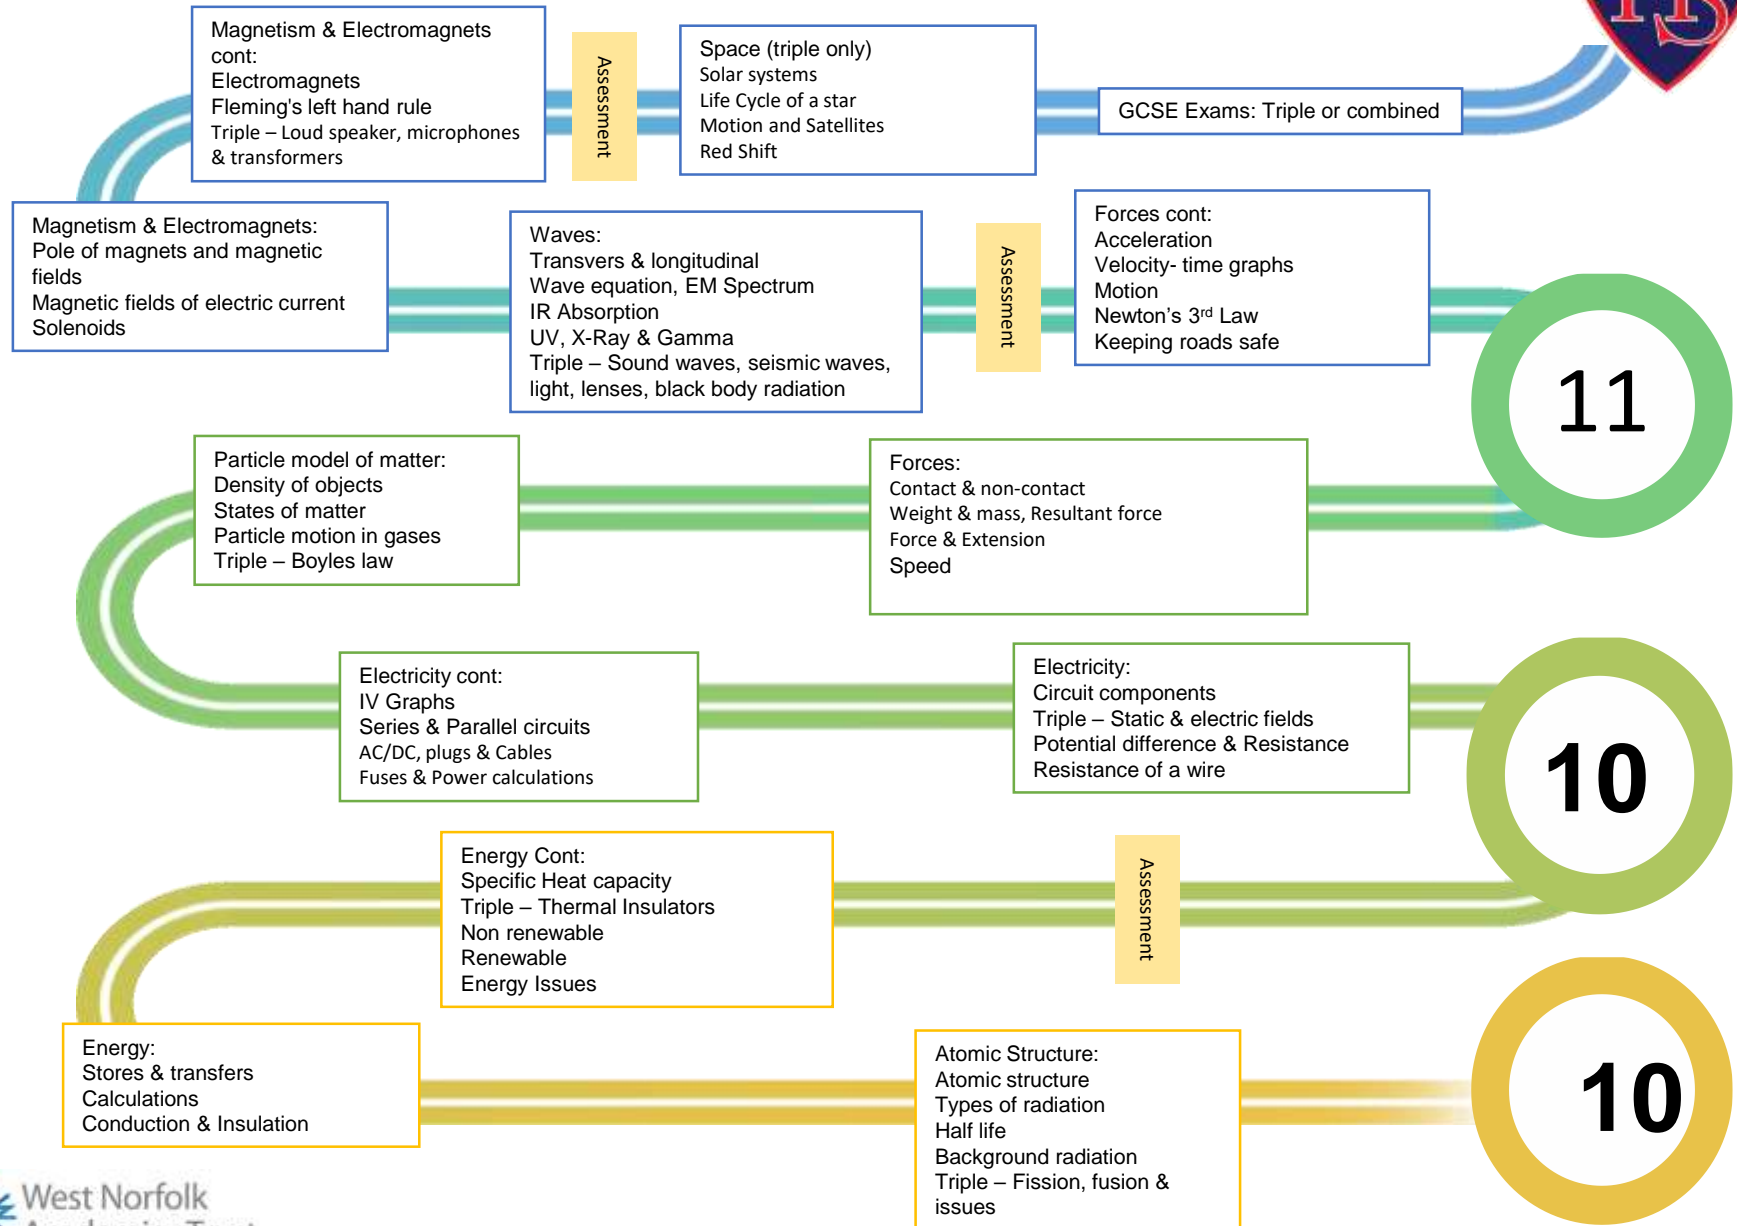 Magnetism & Electromagnets
cont:
Electromagnets
Fleming's left hand rule
Triple – Loud speaker, microphones
& transformers
Assessment
Space (triple only)
Solar systems
Life Cycle of a star
Motion and Satellites
Red Shift
GCSE Exams: Triple or combined
Magnetism & Electromagnets:
Pole of magnets and magnetic
fields
Magnetic fields of electric current
Solenoids
Waves:
Transvers & longitudinal
Wave equation, EM Spectrum
IR Absorption
UV, X-Ray & Gamma
Triple – Sound waves, seismic waves,
light, lenses, black body radiation
Assessment
Forces cont:
Acceleration
Velocity- time graphs
Motion
Newton's 3rd Law
Keeping roads safe
11
Particle model of matter:
Density of objects
States of matter
Particle motion in gases
Triple – Boyles law
Forces:
Contact & non-contact
Weight & mass, Resultant force
Force & Extension
Speed
Electricity cont:
IV Graphs
Series & Parallel circuits
AC/DC, plugs & Cables
Fuses & Power calculations
Electricity:
Circuit components
Triple – Static & electric fields
Potential difference & Resistance
Resistance of a wire
10
Energy Cont:
Specific Heat capacity
Triple – Thermal Insulators
Non renewable
Renewable
Energy Issues
Assessment
Energy:
Stores & transfers
Calculations
Conduction & Insulation
Atomic Structure:
Atomic structure
Types of radiation
Half life
Background radiation
Triple – Fission, fusion &
issues
10
West Norfolk